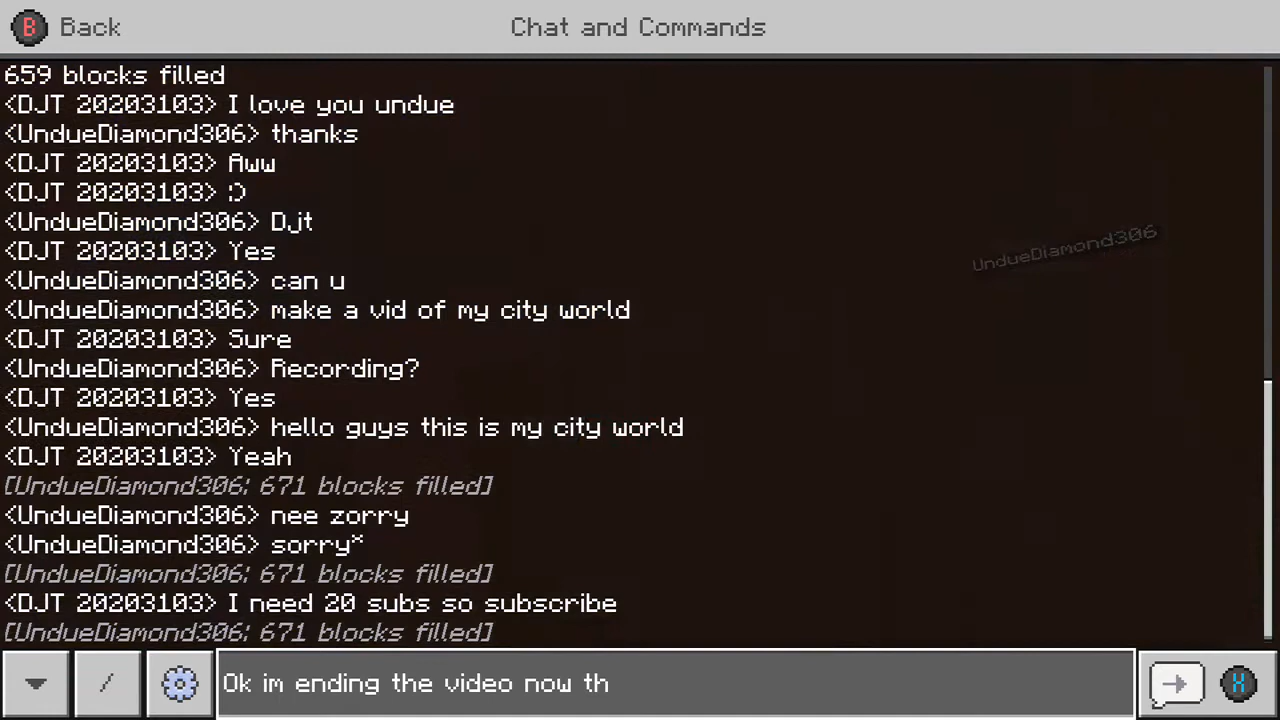 B Back
Chat and Commands
659 blocks filled
<DJT 20203103> I love you undue
<UndueDiamond306> thanks
<DJT 20203103> Aww
<DJT 20203103> :)
<UndueDiamond306> Djt
<DJT 20203103> Yes
UndueDiamond306
<UndueDiamond306> can u
<UndueDiamond306> make a vid of my city world
<DJT 20203103> Sure
<UndueDiamond306> Recording?
<DJT 20203103> Yes
<UndueDiamond306> hello guys this is my city world
<DJT 20203103> Yeah
[UndueDiamond306: 671 blocks filled]
<UndueDiamond306> nee zorry
<UndueDiamond306> sorry*
[UndueDiamond306: 671 blocks filled]
<DJT 20203103> I need 20 subs so subscribe
[UndueDiamond306: 671 blocks filled]
/ Ok im ending the video now th X